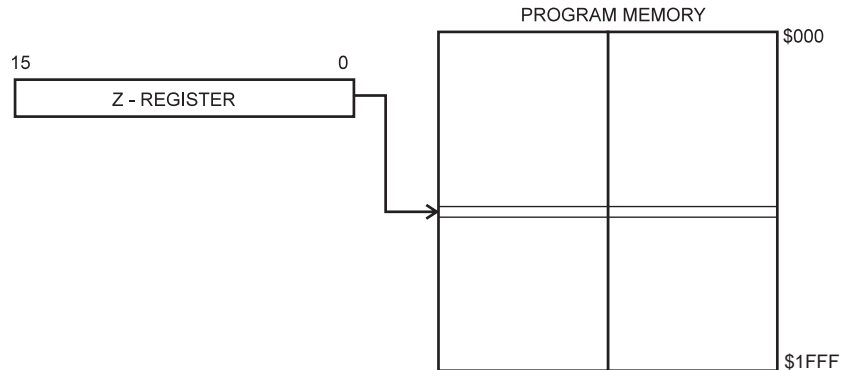 PROGRAM MEMORY
$000
15 0
Z - REGISTER
$1FFF